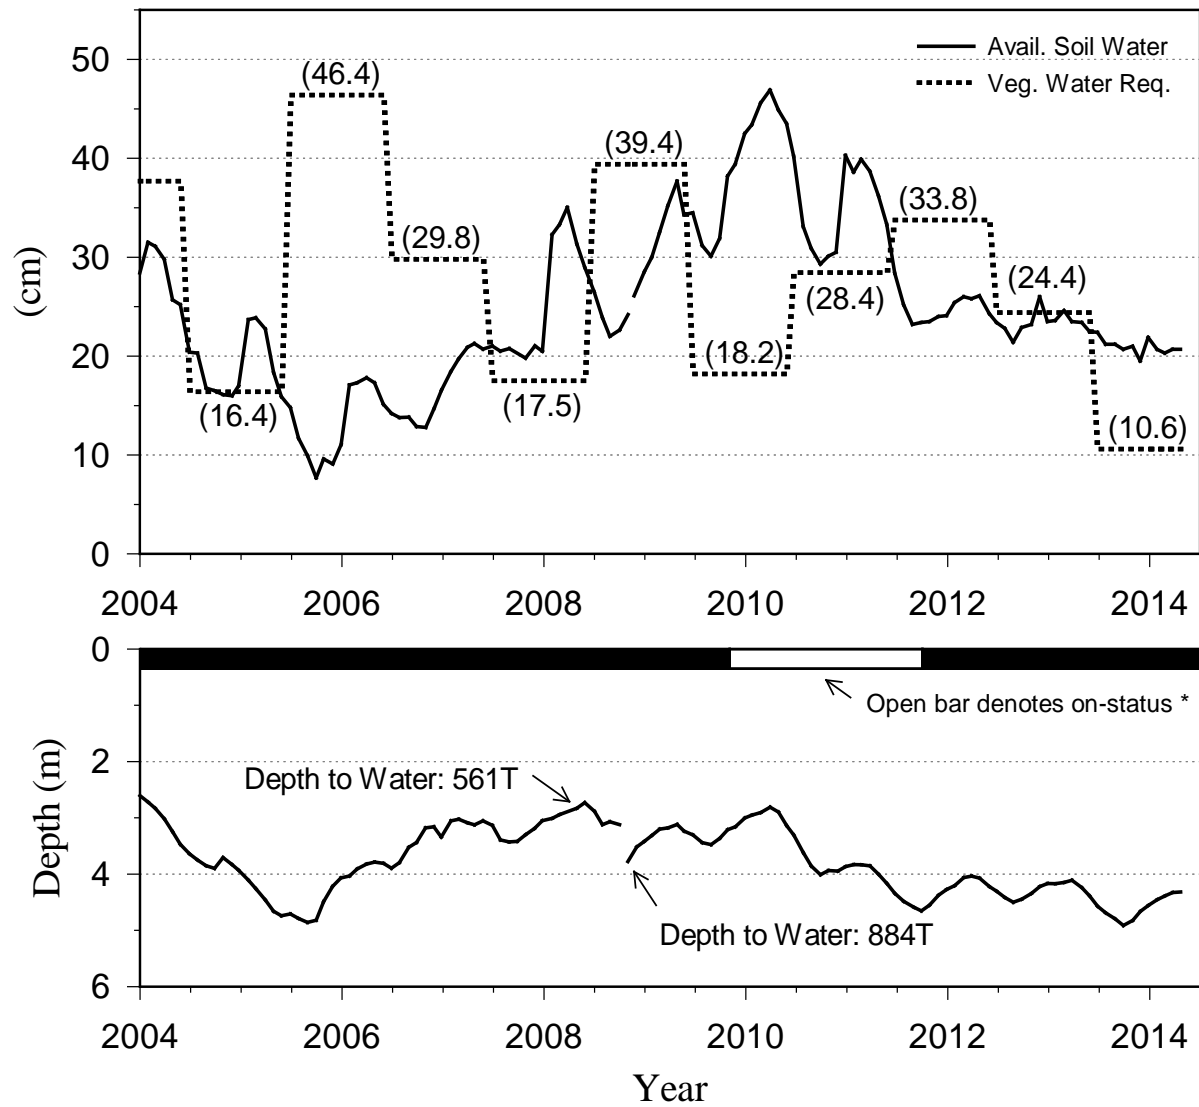 50
40
30
20
10
0
(cm)
Avail. Soil Water
Veg. Water Req.
(46.4)
(39.4)
(33.8)
(29.8)
(24.4)
(28.4)
(18.2)
(17.5)
(16.4)
(10.6)
2004 2006 2008 2010 2012 2014
0
2
4
6
Depth (m)
Open bar denotes on-status *
Depth to Water: 561T
Depth to Water: 884T
2004 2006 2008 2010 2012 2014
Year